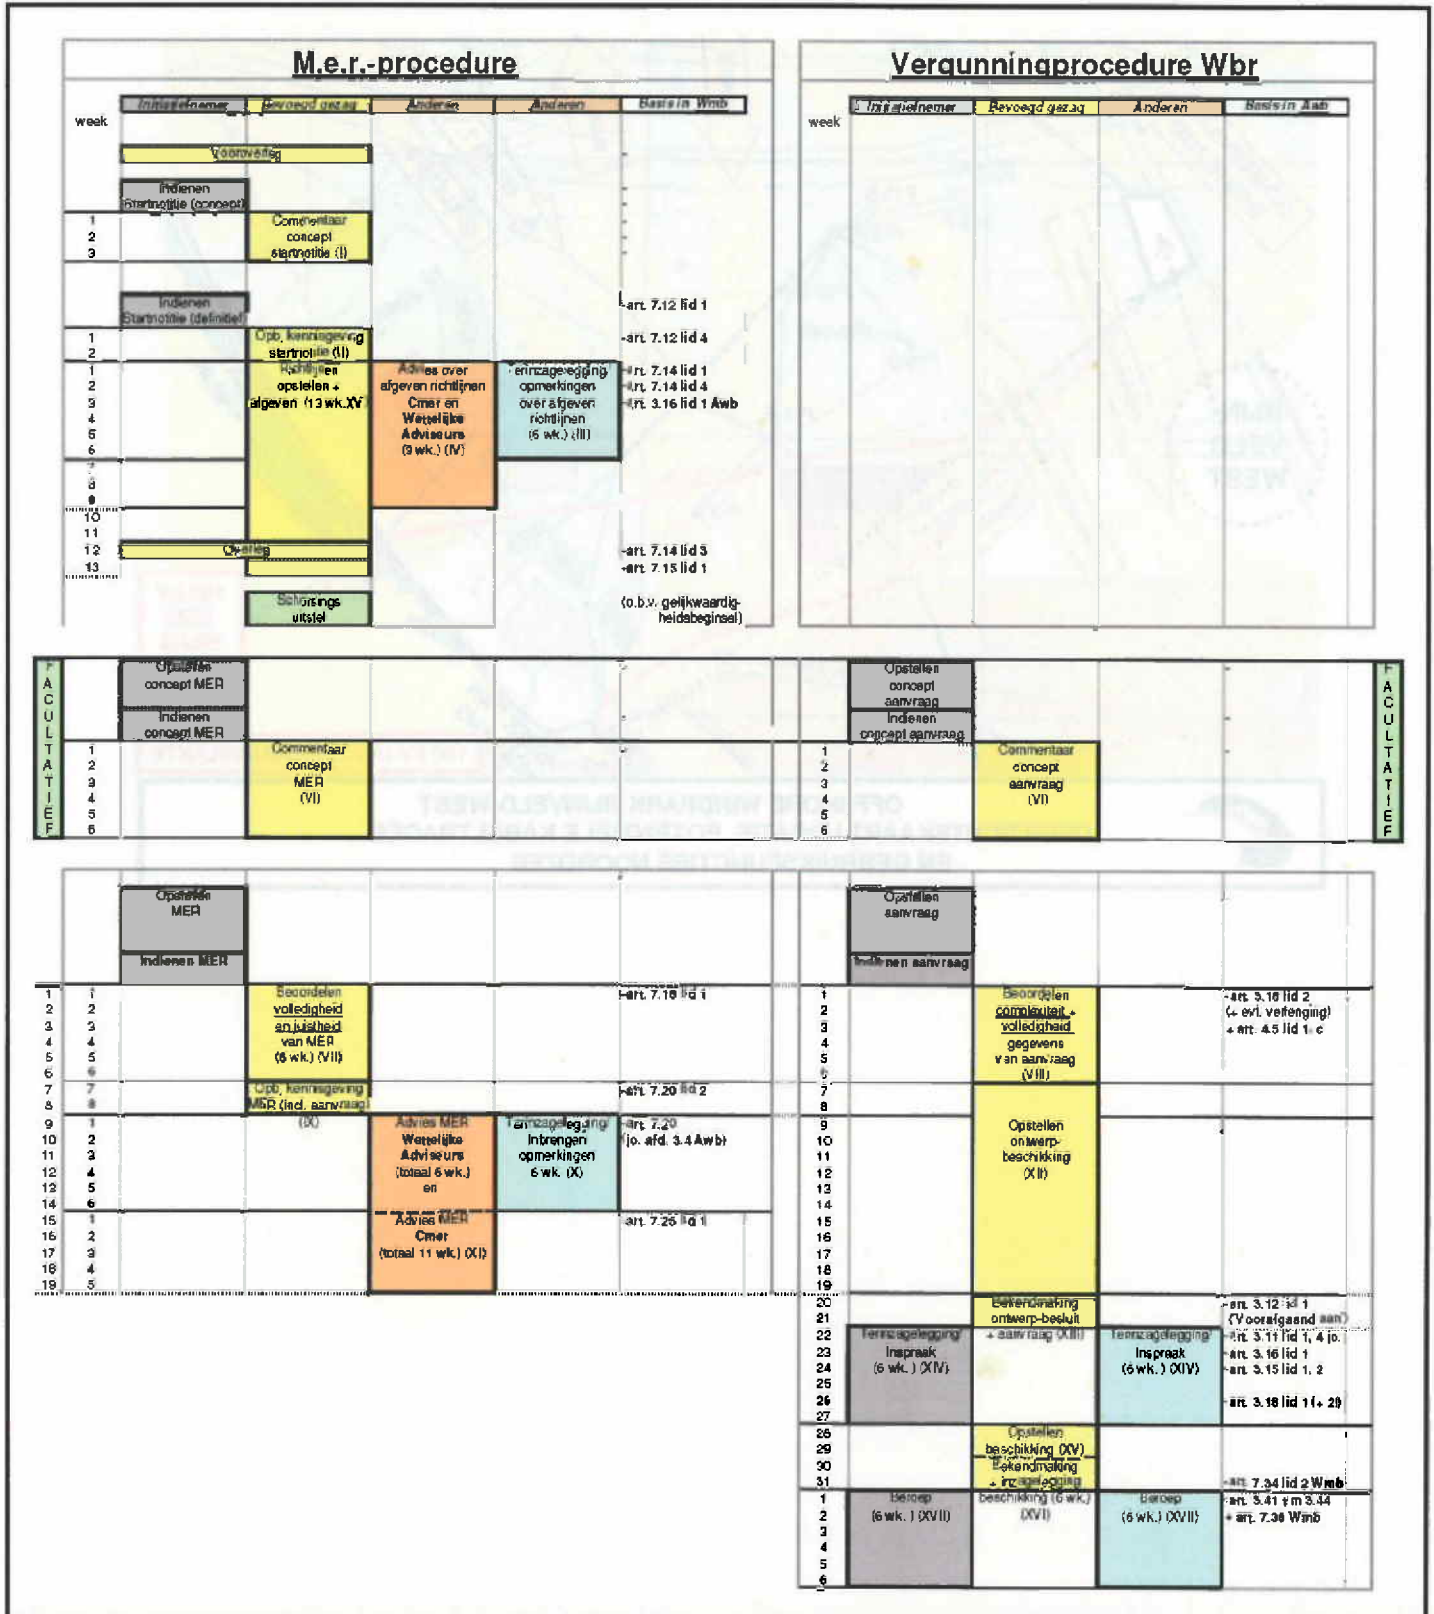 M.e.r.-procedure
Initiatiefnemer Bevoegd gezag Anderen Anderen Basis in Wmb
week
Vooroverleg
Indienen
Startnotitie (concept)
1
2
3
Commentaar
concept
startnotitie (I)
Indienen
Startnotitie (definitief)
-art. 7.12 lid 1
1
2
Opb. kennisgeving
startnotitie (II)
-art. 7.12 lid 4
1
2
3
4
5
6
7
8
9
10
11
12
13
Richtlijnen
opstellen +
afgeven (13 wk.XV
Advies over
afgeven richtlijnen
Cmer en
Wettelijke
Adviseurs
(9 wk.) (IV)
Terinzagelegging/
opmerkingen
over afgeven
richtlijnen
(6 wk.) (III)
-art. 7.14 lid 1
-art. 7.14 lid 4
-art. 3.16 lid 1 Awb
Overleg
-art. 7.14 lid 3
-art. 7.15 lid 1
Schorsings
uitstel
(o.b.v. gelijkwaardig-
heidsbeginsel)
Vergunningprocedure Wbr
Initiatiefnemer Bevoegd gezag Anderen Basis in Awb
week
FACULTATIEF
Opstellen
concept MER
Indienen
concept MER
1
2
3
4
5
6
Commentaar
concept
MER
(VI)
Opstellen
concept
aanvraag
Indienen
concept aanvraag
1
2
3
4
5
6
Commentaar
concept
aanvraag
(VI)
FACULTATIEF
Opstellen
MER
Indienen MER
1 1
2 2
3 3
4 4
5 5
6 6
7 7
8 8
9 1
10 2
11 3
12 4
13 5
14 6
15 1
16 2
17 3
18 4
19 5
Beoordelen
volledigheid
en juistheid
van MER
(6 wk.) (VII)
-art. 7.18 lid 1
Opb. kennisgeving
MER (incl. aanvraag)
(IX)
-art. 7.20 lid 2
Advies MER
Wettelijke
Adviseurs
(totaal 6 wk.)
en
Terinzagelegging/
Inbrengen
opmerkingen
6 wk. (X)
-art. 7.20
(jo. afd. 3.4 Awb)
Advies MER
Cmer
(totaal 11 wk.) (XI)
-art. 7.26 lid 1
Opstellen
aanvraag
Indienen aanvraag
1
2
3
4
5
6
7
8
9
10
11
12
13
14
15
16
17
18
19
20
21
22
23
24
25
26
27
28
29
30
31
Beoordelen
complexiteit +
volledigheid
gegevens
van aanvraag
(VIII)
-art. 3.18 lid 2
(+ evt. verlenging)
+ art. 4.5 lid 1 c
Opstellen
ontwerp-
beschikking
(XII)
Bekendmaking
ontwerp-besluit
+ aanvraag (XIII)
-art. 3.12 lid 1
('Voorafgaand aan')
Terinzagelegging/
Inspraak
(6 wk.) (XIV)
Terinzagelegging/
Inspraak
(6 wk.) (XIV)
-art. 3.11 lid 1, 4 jo.
-art. 3.16 lid 1
-art. 3.15 lid 1, 2
-art. 3.18 lid 1 (+ 2)
Opstellen
beschikking (XV)
Bekendmaking
+ inzagelegging
beschikking (6 wk.)
(XVI)
-art. 7.34 lid 2 Wmb
1
2
3
4
5
6
Beroep
(6 wk.) (XVII)
Beroep
(6 wk.) (XVII)
-art. 3.41 t/m 3.44
+ art. 7.38 Wmb